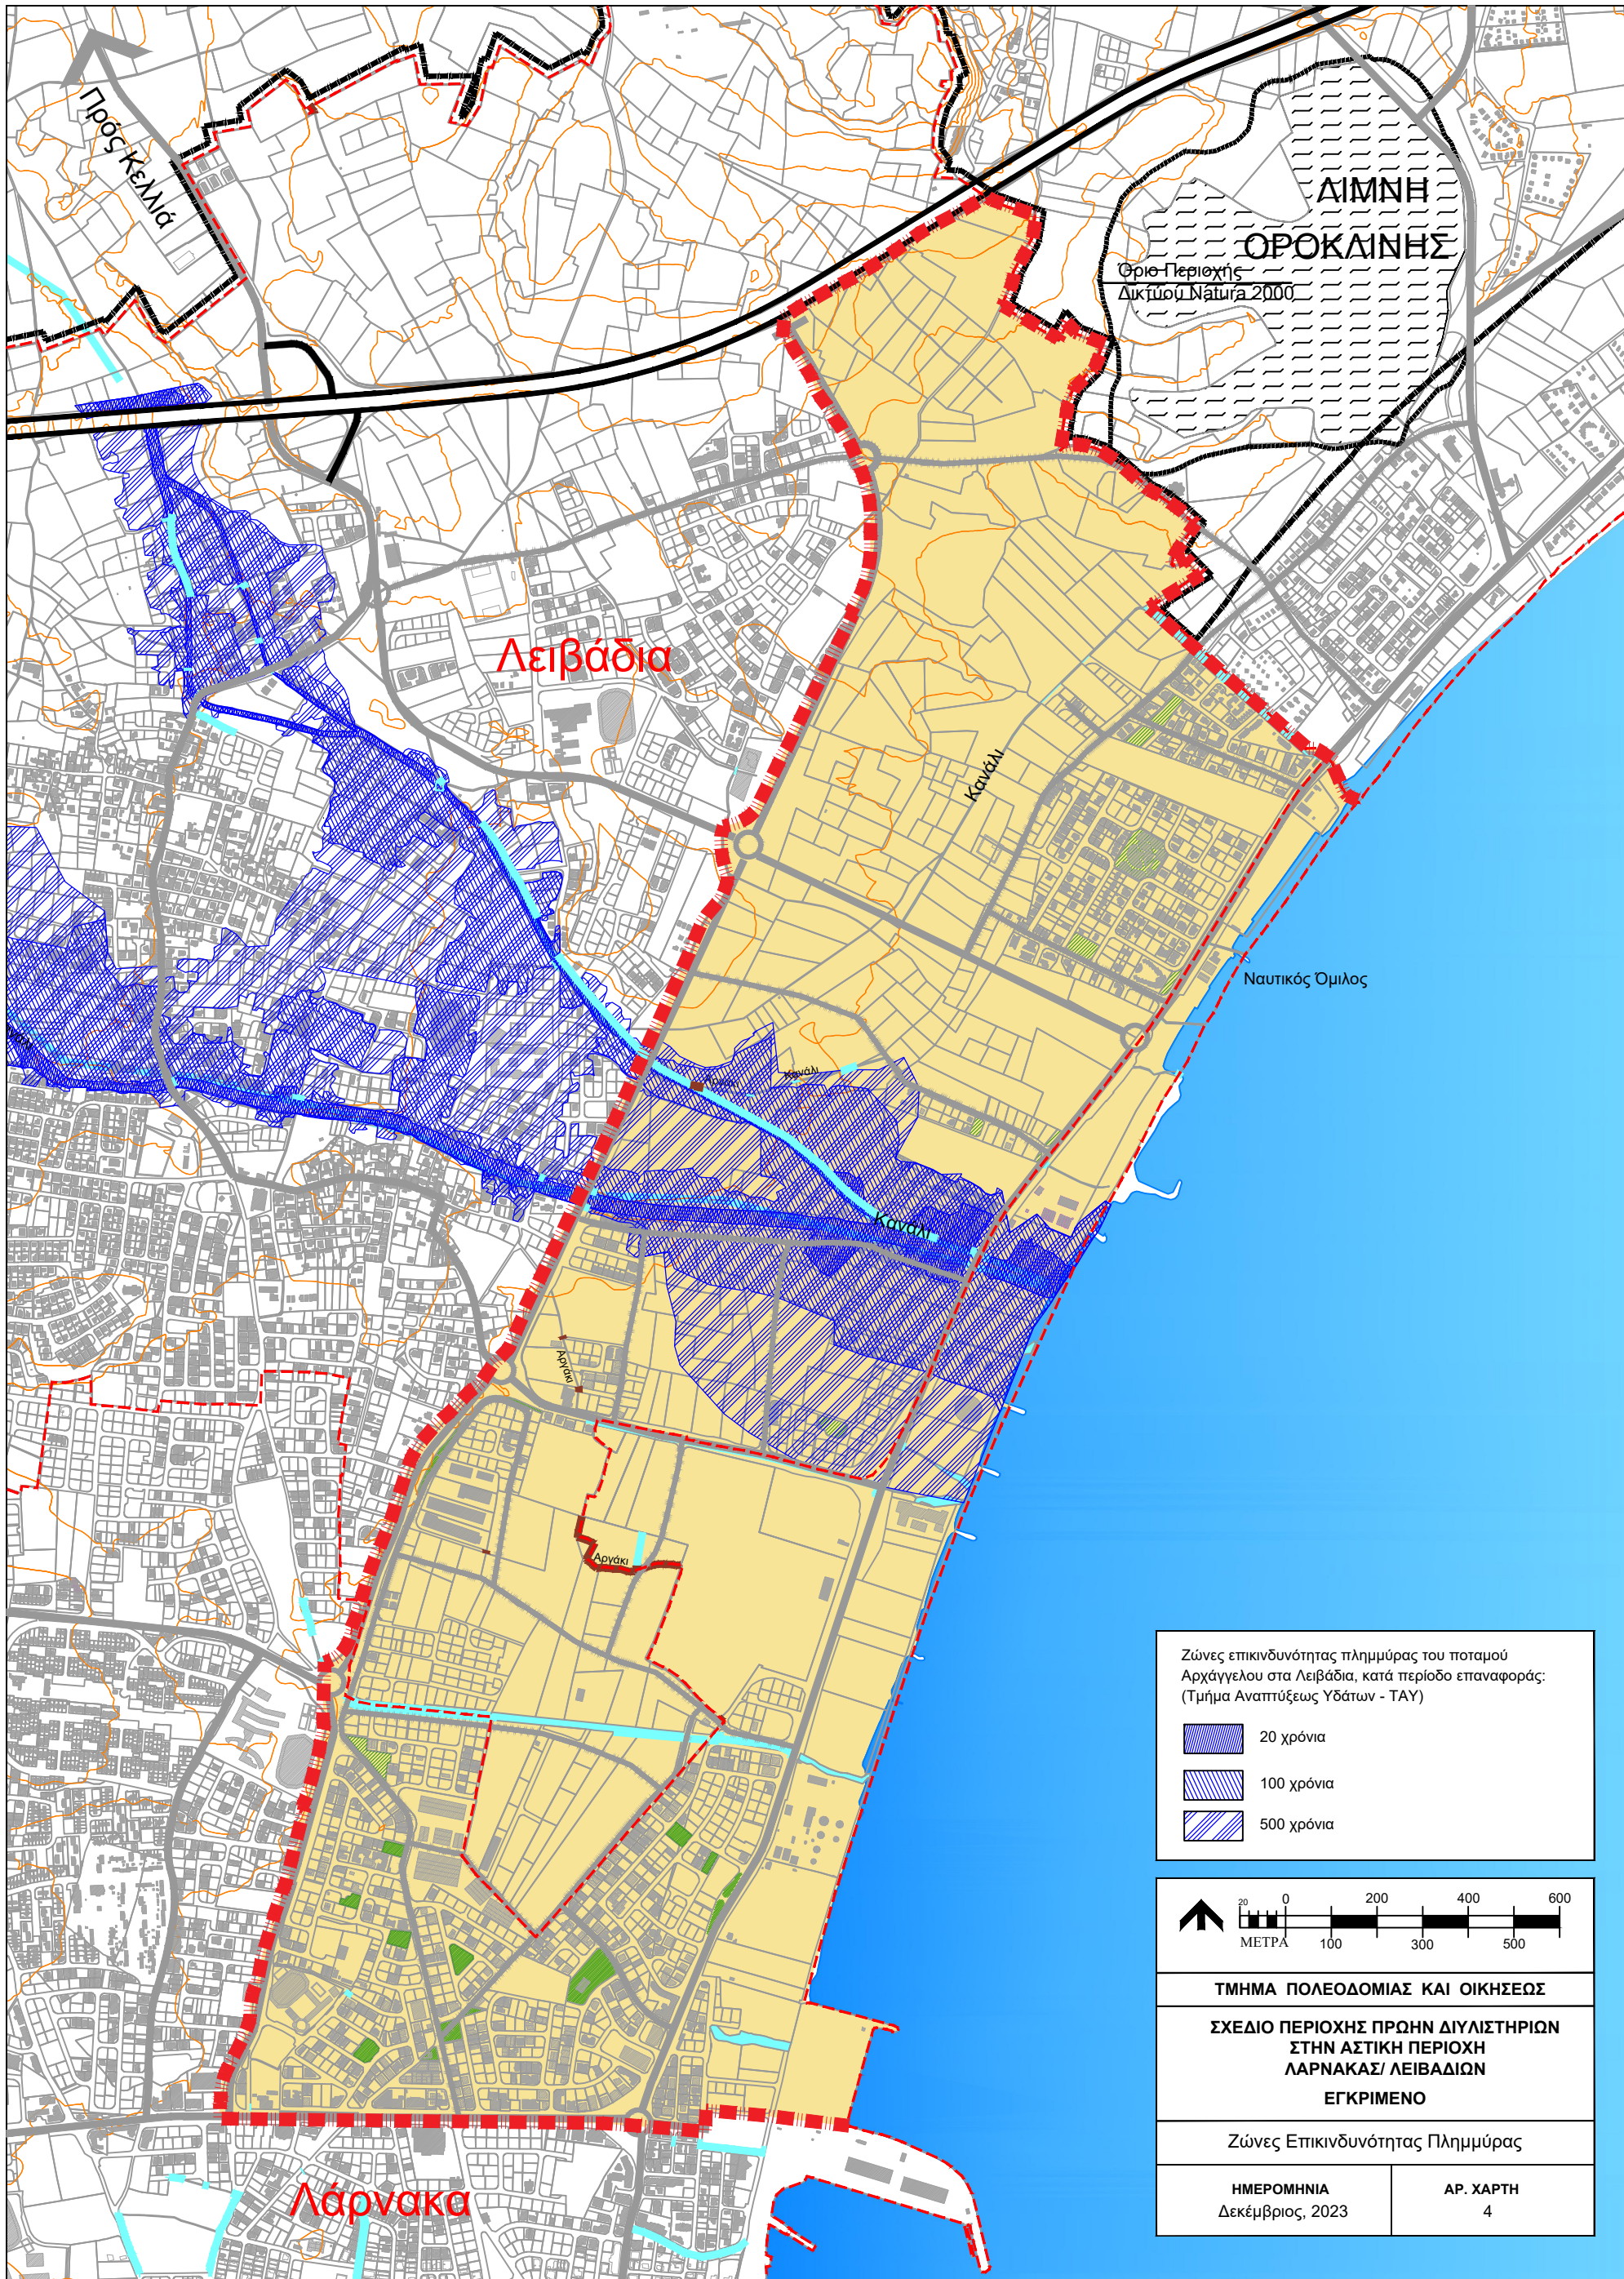 Πρός Κελλιά
ΛΙΜΝΗ
ΟΡΟΚΛΙΝΗΣ
Όριο Περιοχής
Δικτύου Natura 2000
Λειβάδια
Κανάλι
Ναυτικός Όμιλος
Αργάκι
Κανάλι
Κανάλι
Αργάκι
Αργάκι
Λάρνακα
Ζώνες επικινδυνότητας πλημμύρας του ποταμού
Αρχάγγελου στα Λειβάδια, κατά περίοδο επαναφοράς:
(Τμήμα Αναπτύξεως Υδάτων - ΤΑΥ)
20 χρόνια
100 χρόνια
500 χρόνια
20 0 200 400 600
ΜΕΤΡΑ 100 300 500
ΤΜΗΜΑ ΠΟΛΕΟΔΟΜΙΑΣ ΚΑΙ ΟΙΚΗΣΕΩΣ
ΣΧΕΔΙΟ ΠΕΡΙΟΧΗΣ ΠΡΩΗΝ ΔΙΥΛΙΣΤΗΡΙΩΝ
ΣΤΗΝ ΑΣΤΙΚΗ ΠΕΡΙΟΧΗ
ΛΑΡΝΑΚΑΣ/ ΛΕΙΒΑΔΙΩΝ
ΕΓΚΡΙΜΕΝΟ
Ζώνες Επικινδυνότητας Πλημμύρας
ΗΜΕΡΟΜΗΝΙΑ
Δεκέμβριος, 2023
ΑΡ. ΧΑΡΤΗ
4